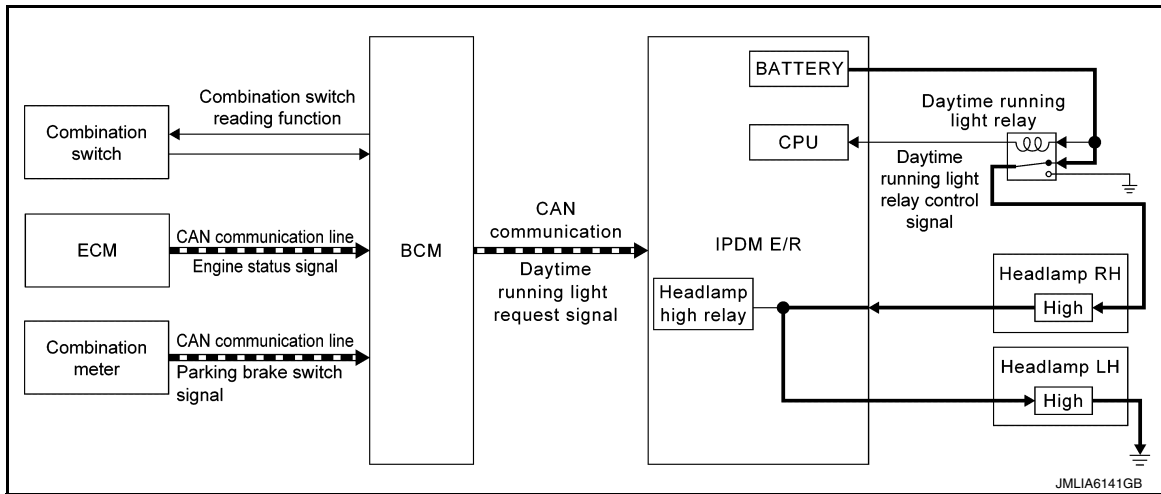 Combination
switch
Combination switch
reading function
ECM
CAN communication line
Engine status signal
Combination
meter
CAN communication line
Parking brake switch
signal
BCM
CAN
communication
Daytime
running light
request signal
IPDM E/R
BATTERY
CPU
Headlamp
high relay
Daytime running
light relay
Daytime
running light
relay control
signal
Headlamp RH
High
Headlamp LH
High
JMLIA6141GB